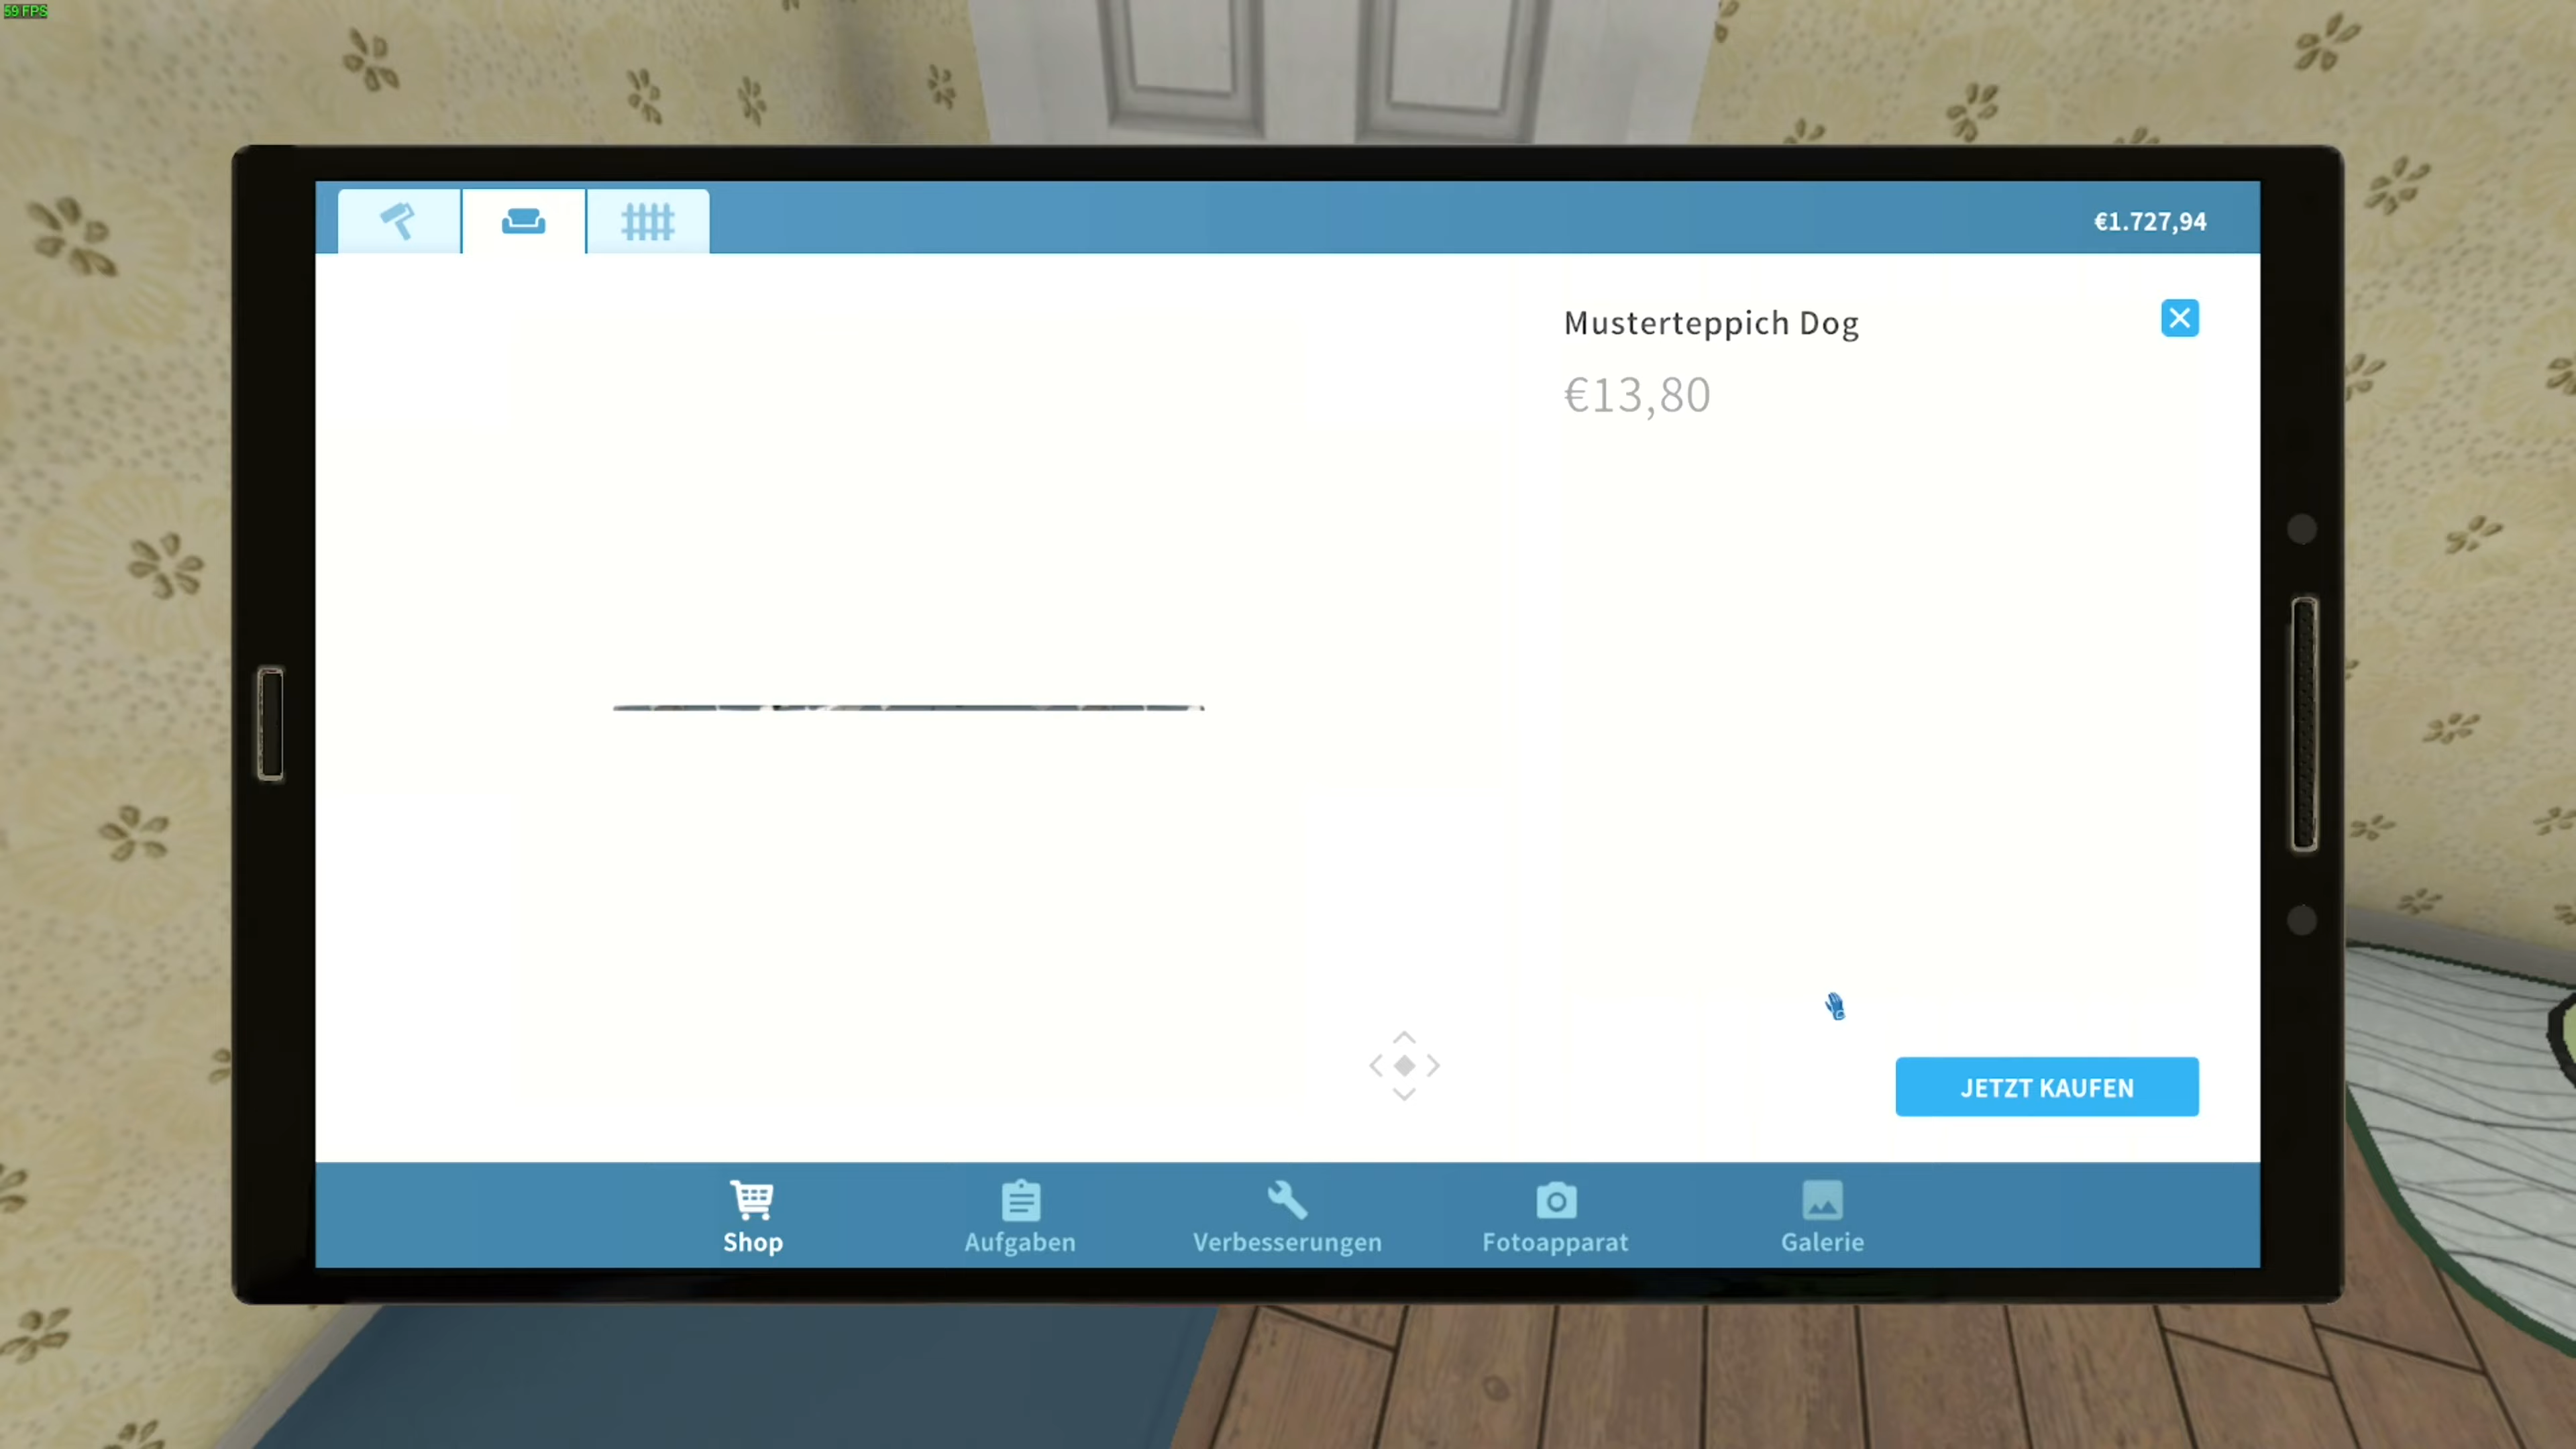 59 FPS
€1.727,94
Musterteppich Dog
€13,80
JETZT KAUFEN
Shop
Aufgaben
Verbesserungen
Fotoapparat
Galerie